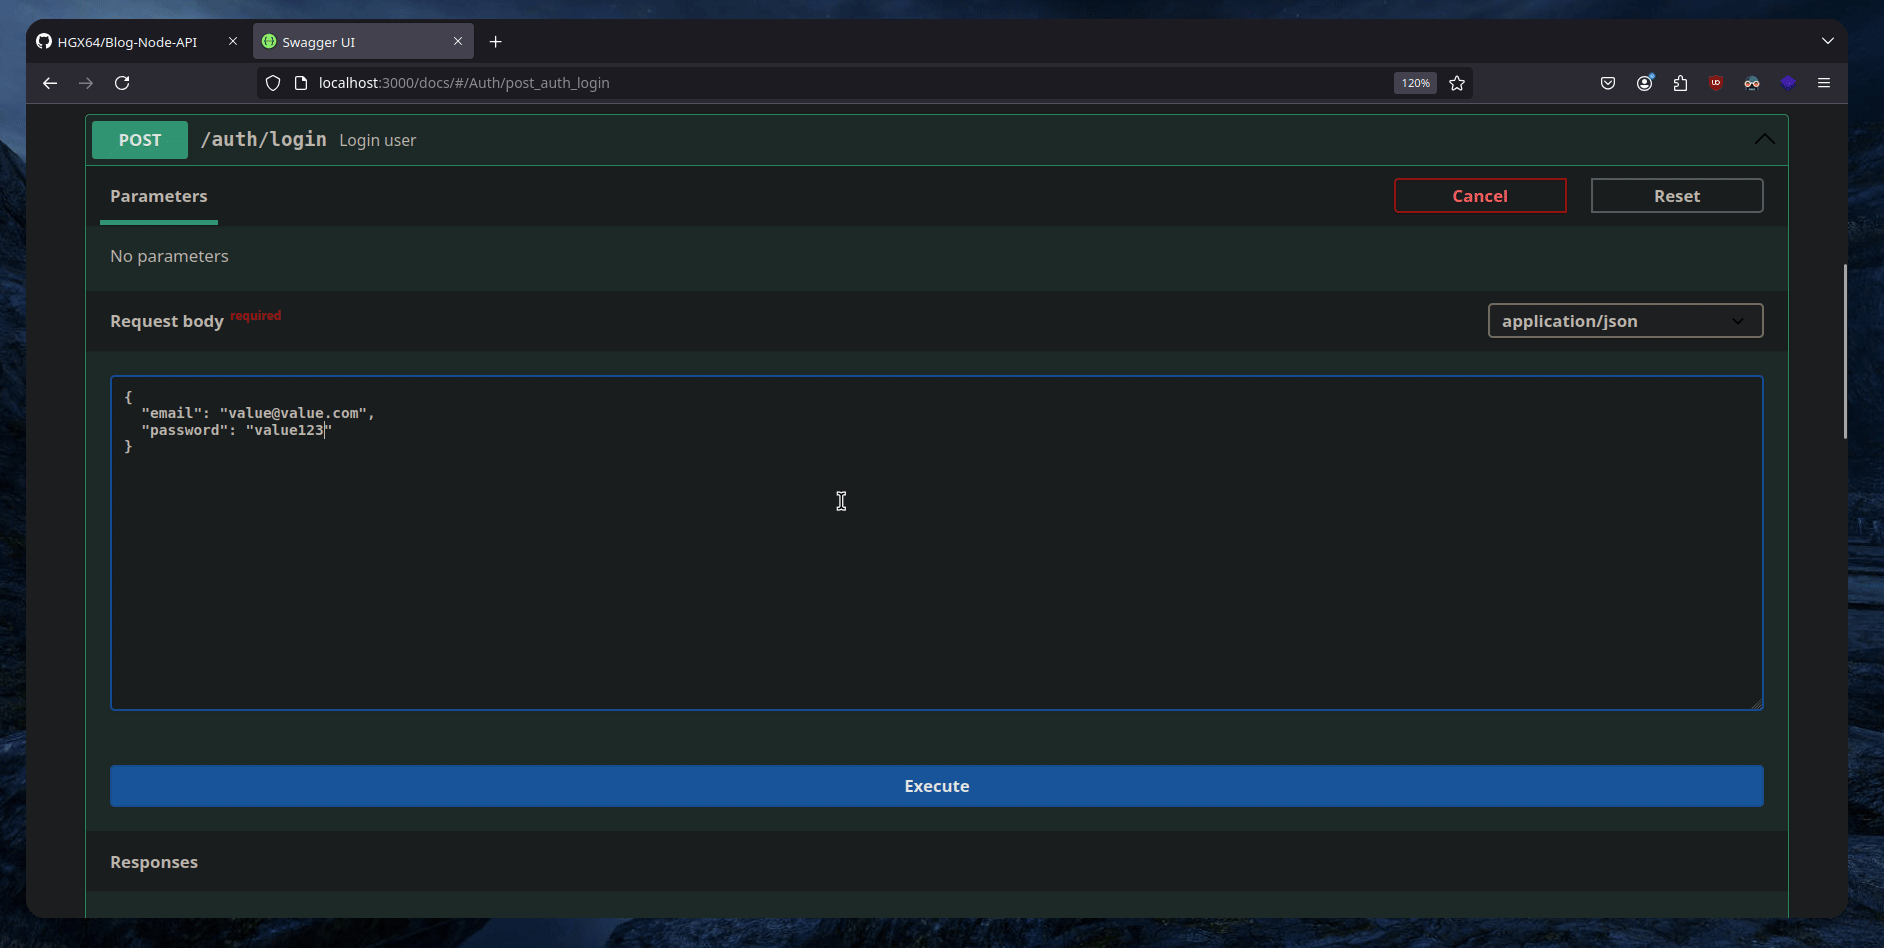 HGX64/Blog-Node-API
Swagger UI
localhost:3000/docs/#/Auth/post_auth_login
120%
POST /auth/login Login user
Parameters
Cancel
Reset
No parameters
Request body required
application/json
{
  "email": "value@value.com",
  "password": "value123"
}
Execute
Responses